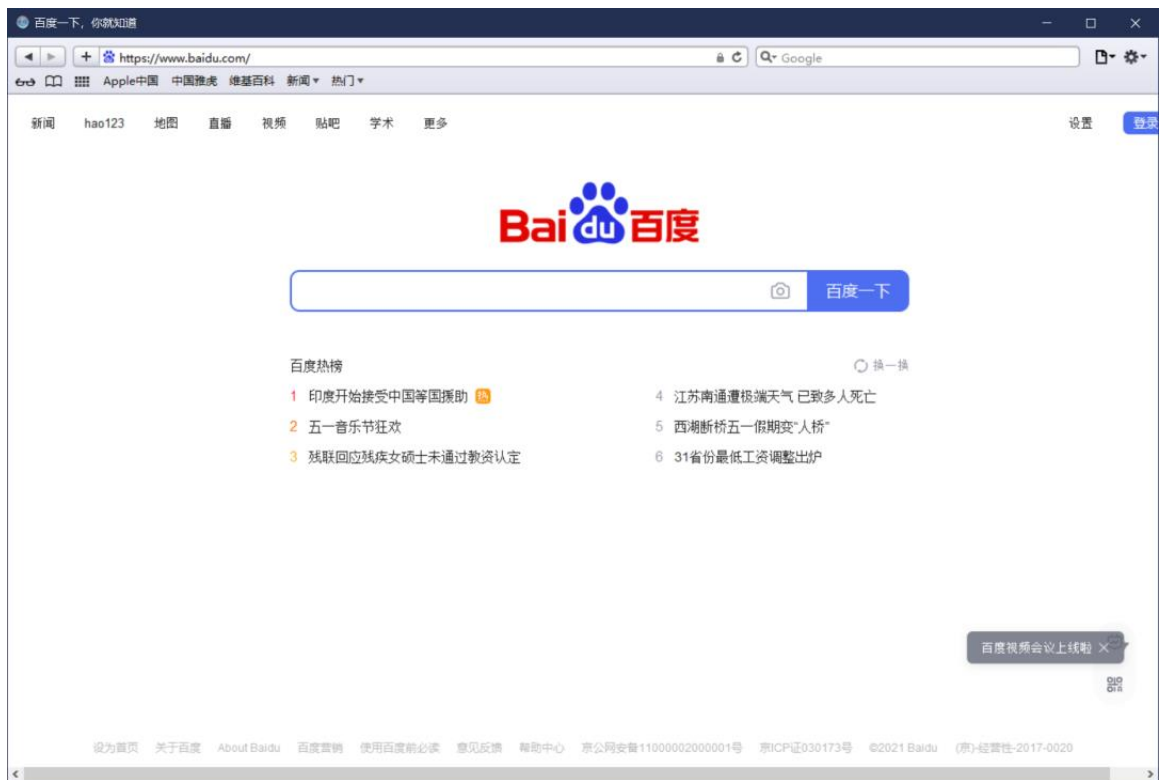 百度一下，你就知道
https://www.baidu.com/ Google
Apple中国 中国雅虎 维基百科 新闻 热门
新闻 hao123 地图 直播 视频 贴吧 学术 更多 设置 登录
Baidu百度
百度一下
百度热榜 换一换
1 印度开始接受中国等国援助 热 4 江苏南通遭极端天气 已致多人死亡
2 五一音乐节狂欢 5 西湖断桥五一假期变“人桥”
3 残联回应残疾女硕士未通过教资认定 6 31省份最低工资调整出炉
百度视频会议上线啦
设为首页 关于百度 About Baidu 百度营销 使用百度前必读 意见反馈 帮助中心 京公网安备11000002000001号 京ICP证030173号 ©2021 Baidu (京)-经营性-2017-0020